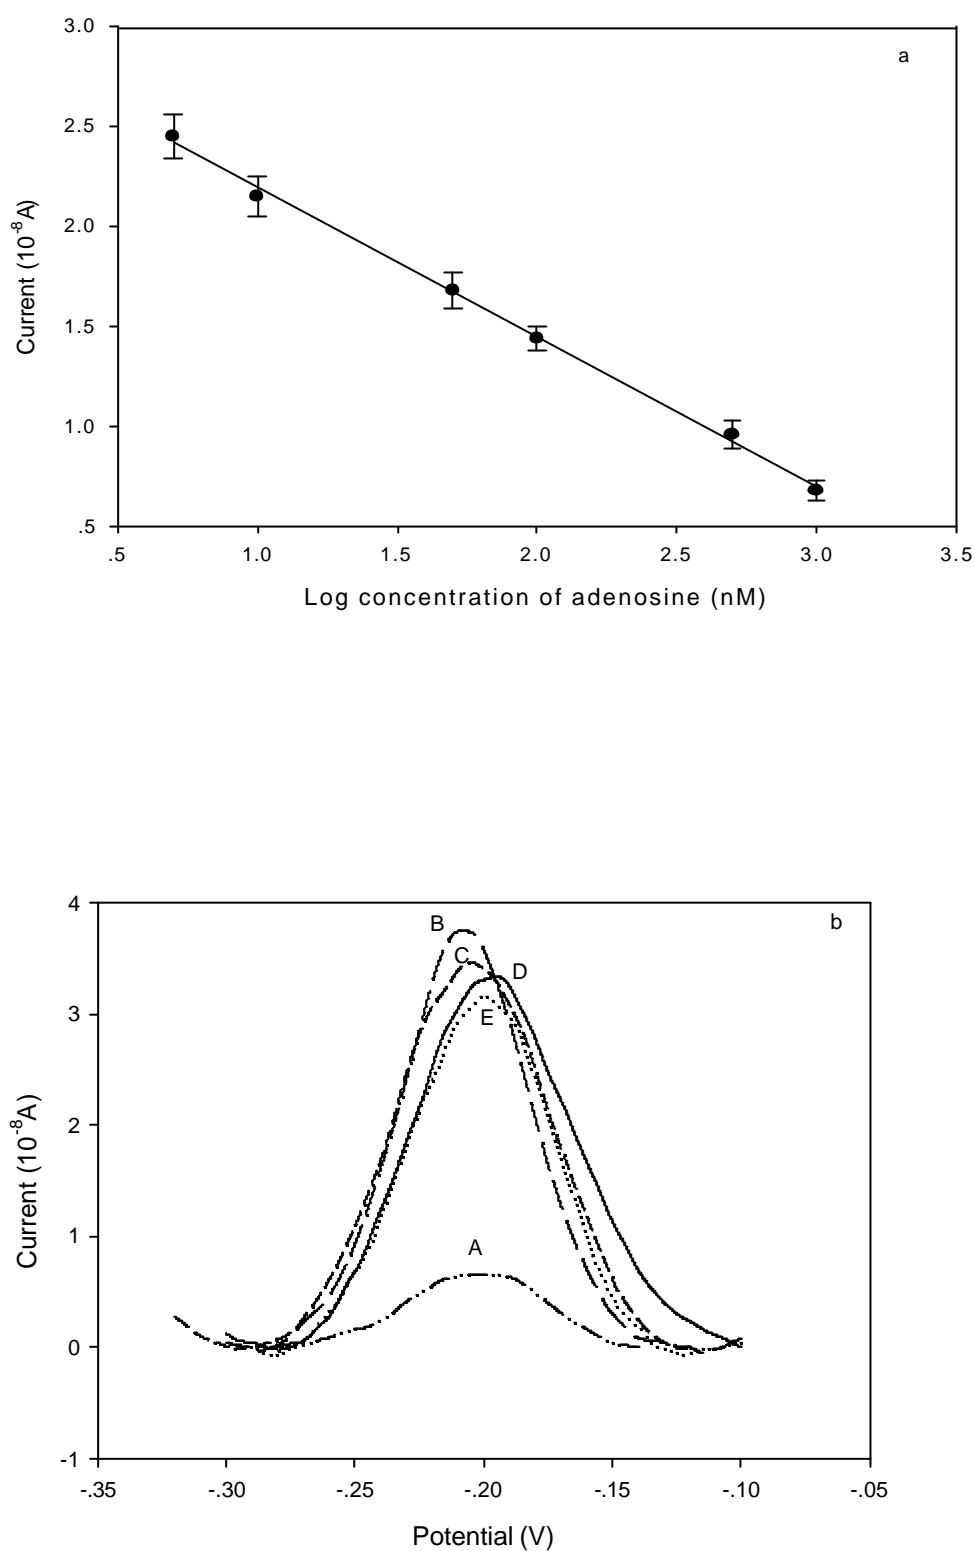 3.0
a
2.5
2.0
1.5
1.0
.5
Current (10-8A)
.5 1.0 1.5 2.0 2.5 3.0 3.5
Log concentration of adenosine (nM)
4
b
B
C
D
3
E
2
1
A
0
-1
Current (10-8A)
-.35 -.30 -.25 -.20 -.15 -.10 -.05
Potential (V)